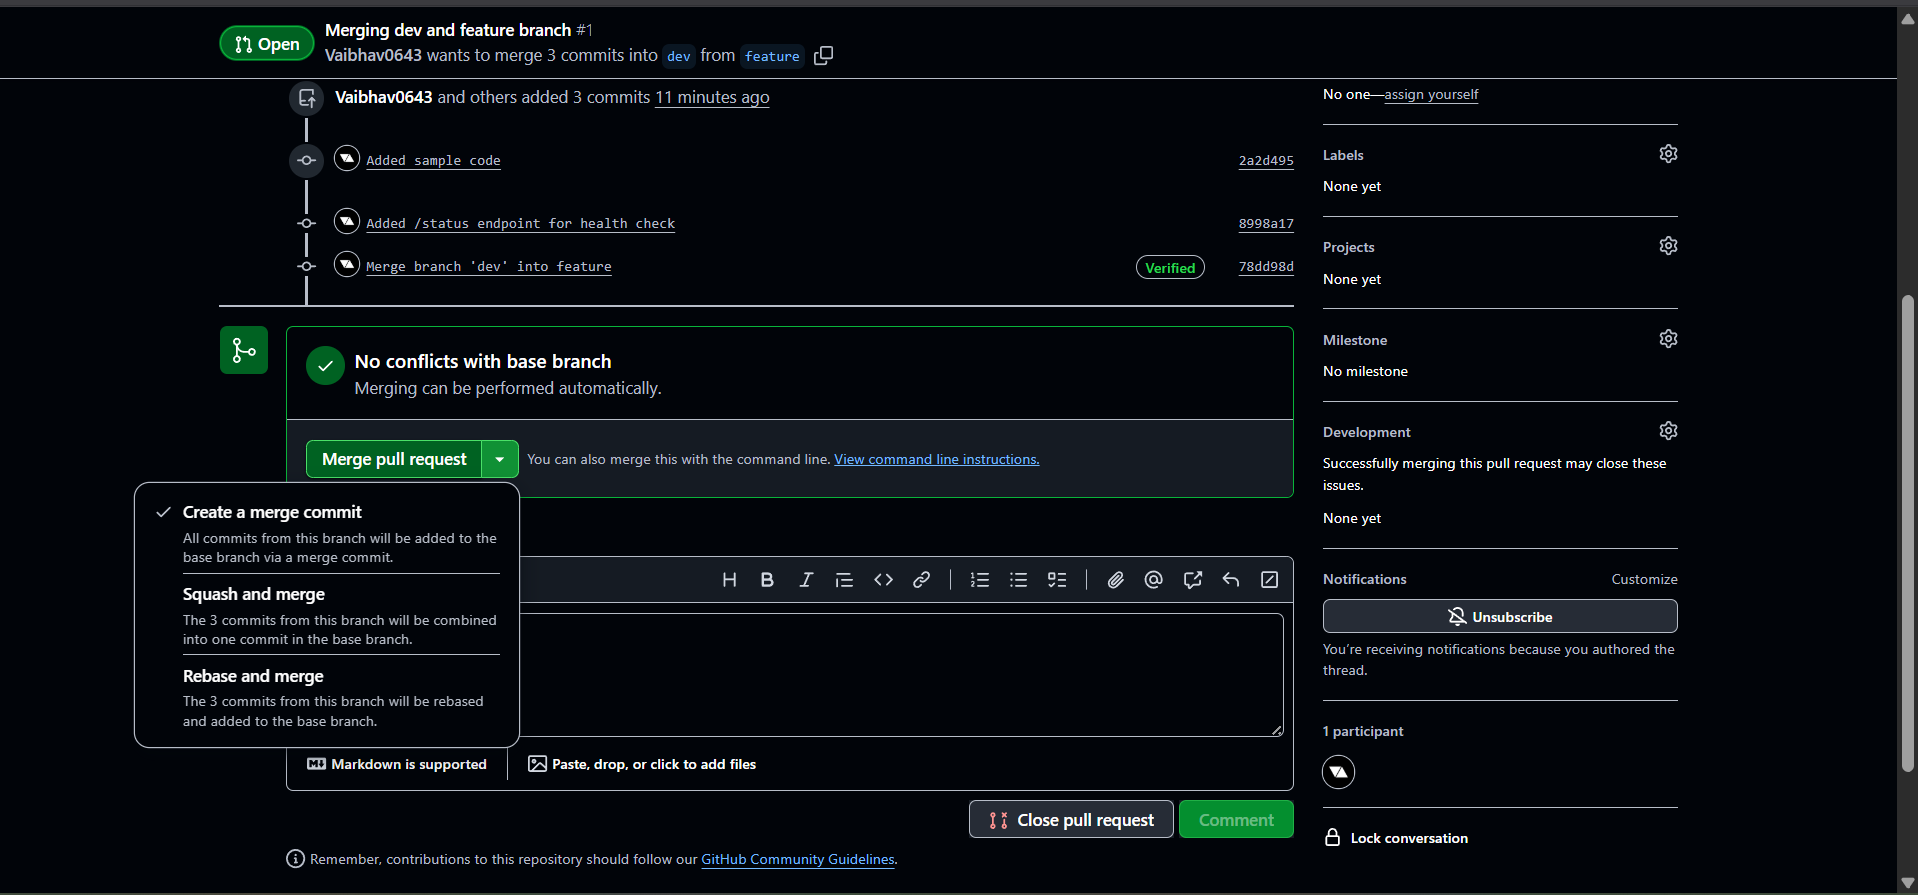 Open
Merging dev and feature branch #1
Vaibhav0643 wants to merge 3 commits into dev from feature
Vaibhav0643 and others added 3 commits 11 minutes ago
Added sample code 2a2d495
Added /status endpoint for health check 8998a17
Merge branch 'dev' into feature Verified 78dd98d
No conflicts with base branch
Merging can be performed automatically.
Merge pull request You can also merge this with the command line. View command line instructions.
Create a merge commit
All commits from this branch will be added to the
base branch via a merge commit.
Squash and merge
The 3 commits from this branch will be combined
into one commit in the base branch.
Rebase and merge
The 3 commits from this branch will be rebased
and added to the base branch.
Markdown is supported
Paste, drop, or click to add files
Close pull request
Comment
Remember, contributions to this repository should follow our GitHub Community Guidelines.
No one—assign yourself
Labels
None yet
Projects
None yet
Milestone
No milestone
Development
Successfully merging this pull request may close these
issues.
None yet
Notifications Customize
Unsubscribe
You're receiving notifications because you authored the
thread.
1 participant
Lock conversation